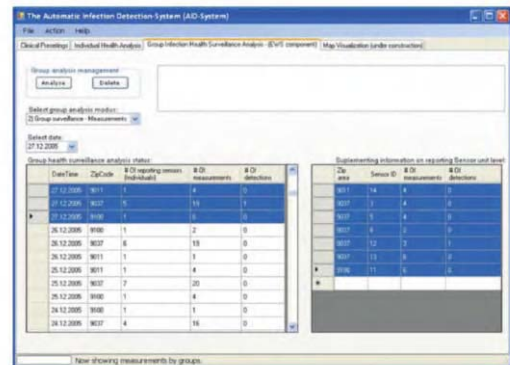 The Automatic Infection Detection-System (AID-System)
File Action Help
Clinical Presetings Individual Health Analysis Group Infection Health Surveillance Analysis - (EWS component) Map Visualization (under construction)
Group analysis management
Analyze Delete
Select group analysis modus:
2) Group surveillance - Measurements
Select date:
27.12.2005
Group health surveillance analysis status:
DateTime ZipCode # Of reporting sensors (Individuals) # Of measurements # Of detections
27.12.2005 9011 1 4 0
27.12.2005 9037 5 19 1
27.12.2005 9100 1 6 0
26.12.2005 9100 1 2 0
26.12.2005 9037 6 19 0
26.12.2005 9011 1 1 0
25.12.2005 9011 1 4 0
25.12.2005 9037 7 20 0
25.12.2005 9100 1 4 0
24.12.2005 9100 1 1 0
24.12.2005 9037 4 16 0
Suplementing information on reporting Sensor unit level:
Zip area Sensor ID # Of measurements # Of detections
9011 14 4 0
9037 3 4 0
9037 5 4 0
9037 8 0
9037 12 1
9037 13 0
9100 11 6 0
Now showing measurements by groups.